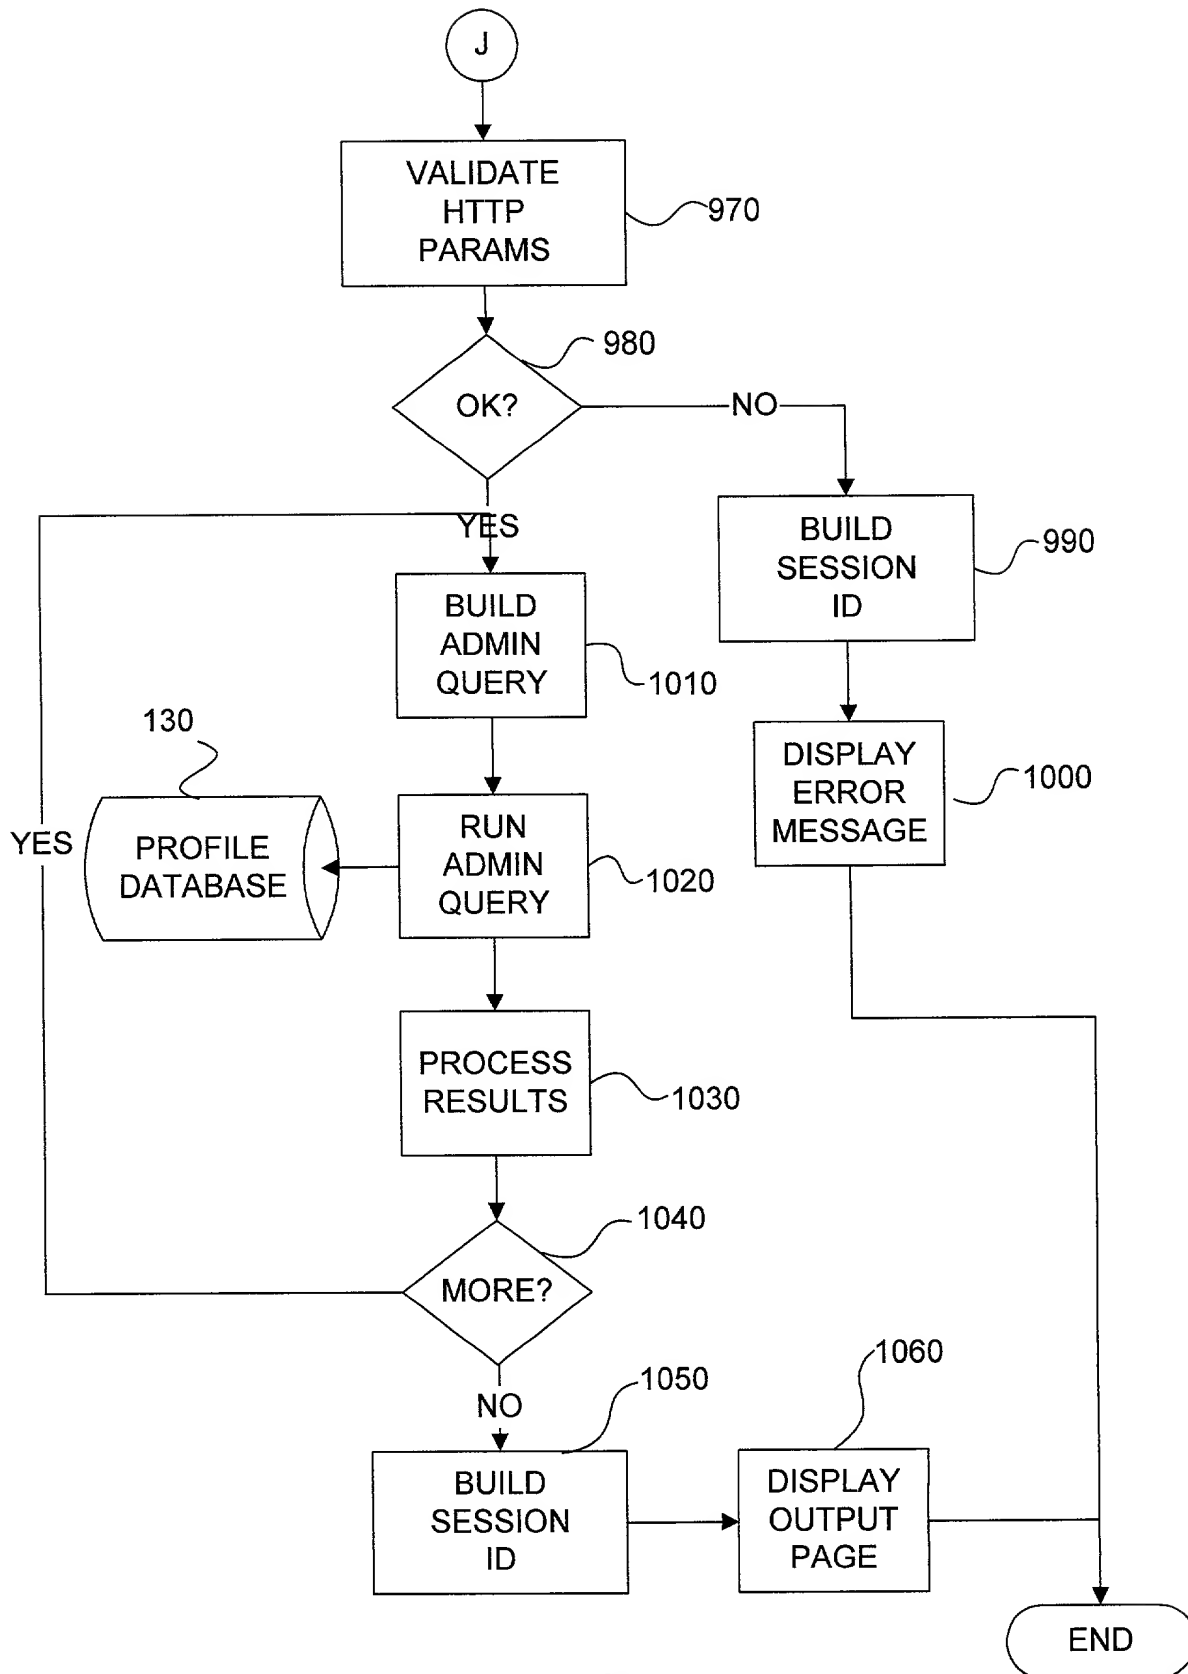 J
VALIDATE
HTTP
PARAMS
970
980
OK?
NO
YES
BUILD
SESSION
ID
990
BUILD
ADMIN
QUERY
1010
130
DISPLAY
ERROR
MESSAGE
1000
YES
PROFILE
DATABASE
RUN
ADMIN
QUERY
1020
PROCESS
RESULTS
1030
1040
MORE?
NO
1050
1060
BUILD
SESSION
ID
DISPLAY
OUTPUT
PAGE
END